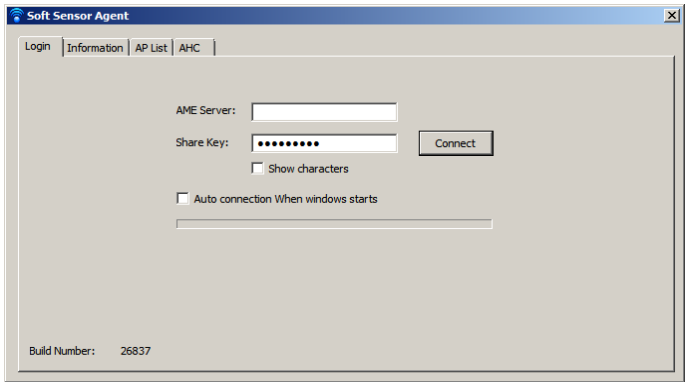 Soft Sensor Agent
Login Information AP List AHC
AME Server:
Share Key: ●●●●●●●●● Connect
Show characters
Auto connection When windows starts
Build Number: 26837